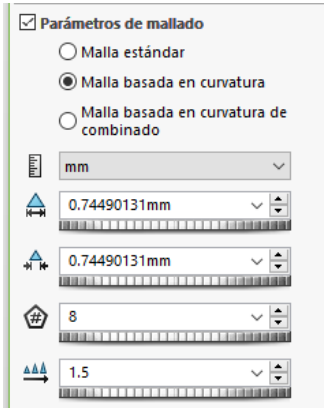 Parámetros de mallado
Malla estándar
Malla basada en curvatura
Malla basada en curvatura de
combinado
mm
0.74490131mm
0.74490131mm
#
8
1.5